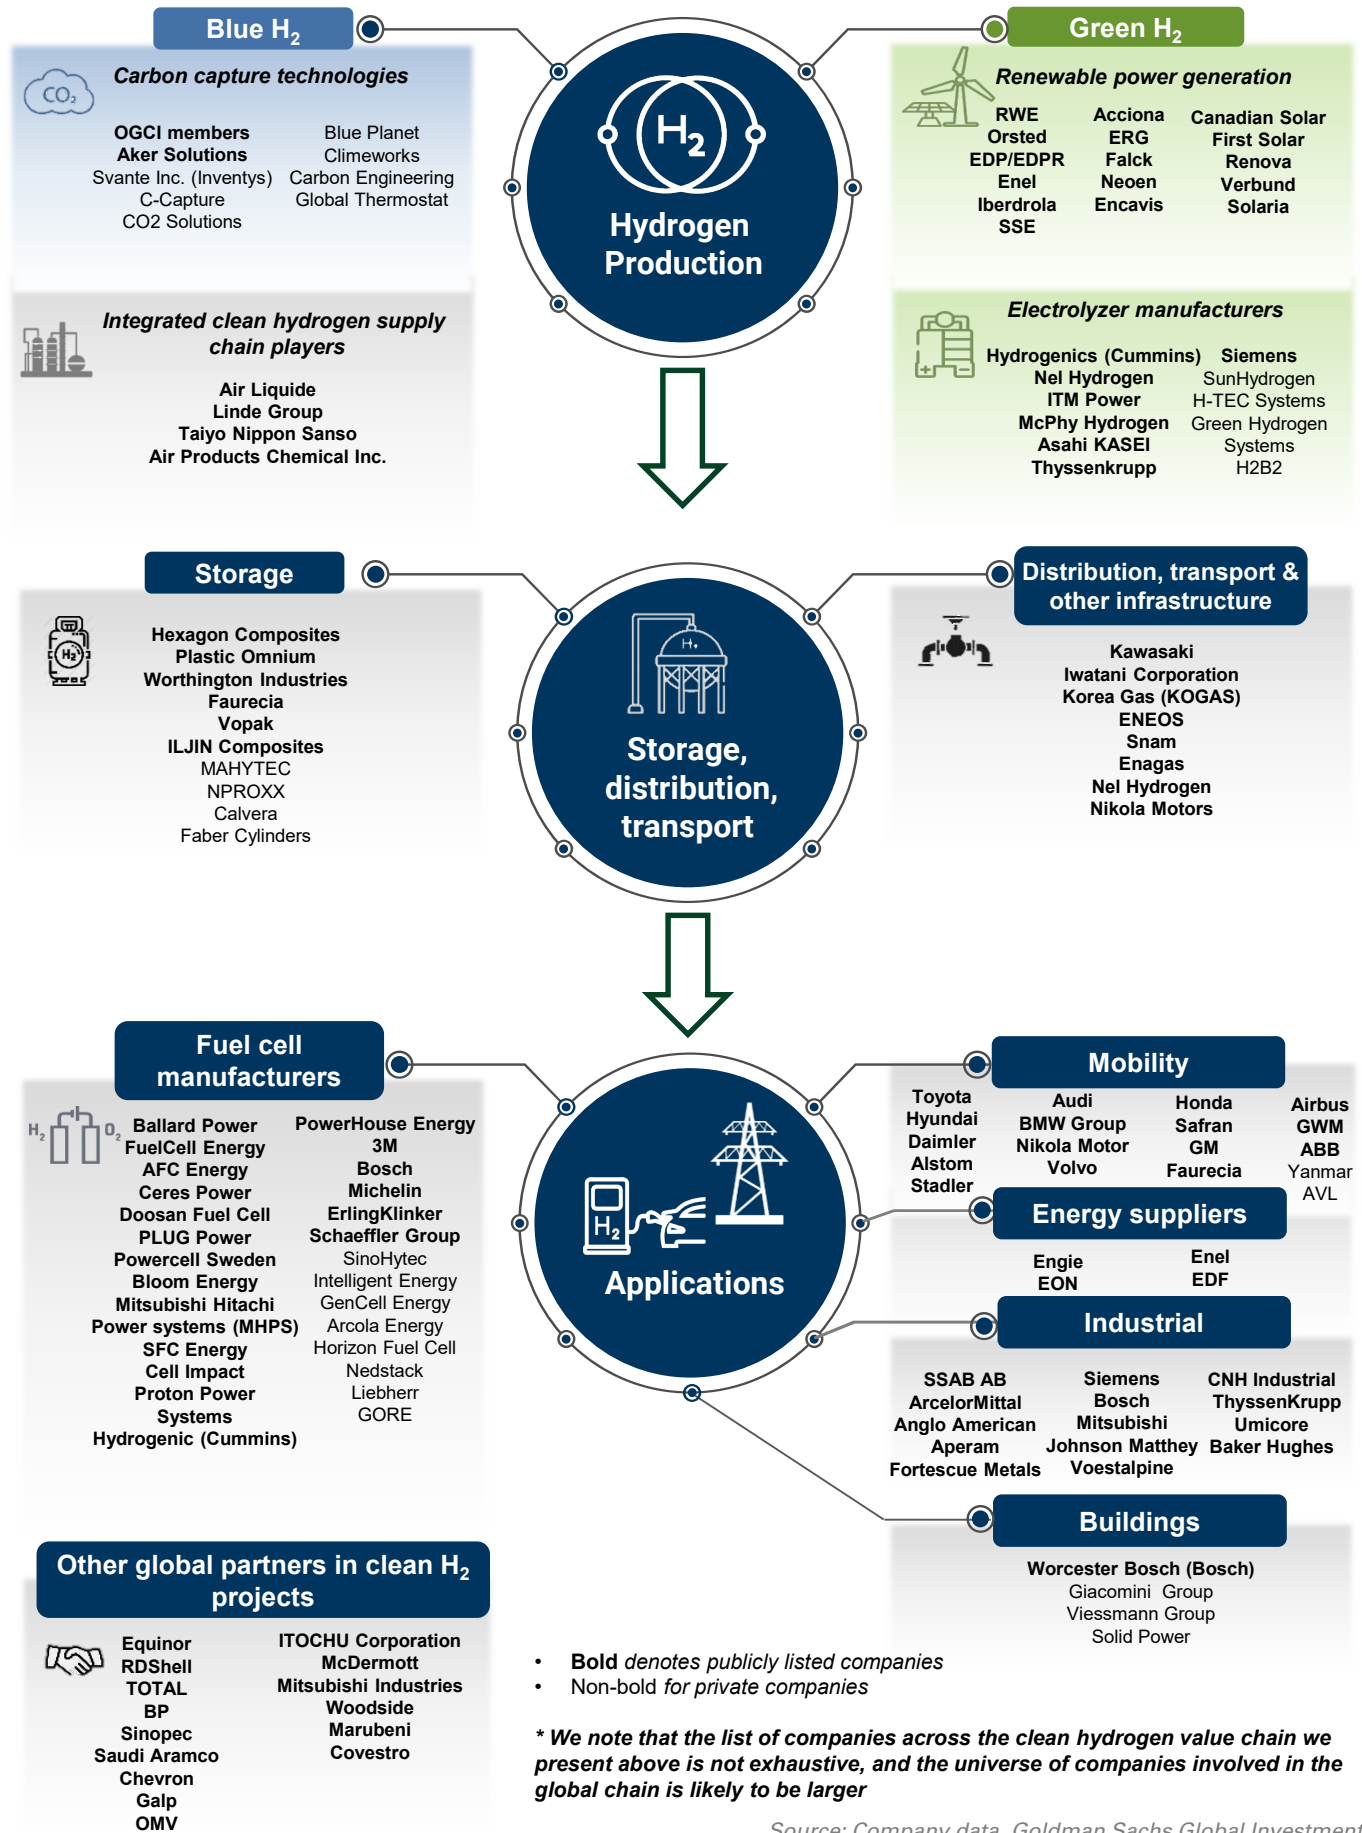 Blue H2
Carbon capture technologies
CO2
OGCI members
Aker Solutions
Svante Inc. (Inventys)
C-Capture
CO2 Solutions
Blue Planet
Climeworks
Carbon Engineering
Global Thermostat
Integrated clean hydrogen supply
chain players
Air Liquide
Linde Group
Taiyo Nippon Sanso
Air Products Chemical Inc.
H2
Hydrogen
Production
Green H2
Renewable power generation
RWE
Orsted
EDP/EDPR
Enel
Iberdrola
SSE
Acciona
ERG
Falck
Neoen
Encavis
Canadian Solar
First Solar
Renova
Verbund
Solaria
Electrolyzer manufacturers
Hydrogenics (Cummins)
Nel Hydrogen
ITM Power
McPhy Hydrogen
Asahi KASEI
Thyssenkrupp
Siemens
SunHydrogen
H-TEC Systems
Green Hydrogen
Systems
H2B2
Storage
H2
Hexagon Composites
Plastic Omnium
Worthington Industries
Faurecia
Vopak
ILJIN Composites
MAHYTEC
NPROXX
Calvera
Faber Cylinders
Storage,
distribution,
transport
Distribution, transport &
other infrastructure
Kawasaki
Iwatani Corporation
Korea Gas (KOGAS)
ENEOS
Snam
Enagas
Nel Hydrogen
Nikola Motors
Fuel cell
manufacturers
H2 O2
Ballard Power
FuelCell Energy
AFC Energy
Ceres Power
Doosan Fuel Cell
PLUG Power
Powercell Sweden
Bloom Energy
Mitsubishi Hitachi
Power systems (MHPS)
SFC Energy
Cell Impact
Proton Power
Systems
Hydrogenic (Cummins)
PowerHouse Energy
3M
Bosch
Michelin
ErlingKlinker
Schaeffler Group
SinoHytec
Intelligent Energy
GenCell Energy
Arcola Energy
Horizon Fuel Cell
Nedstack
Liebherr
GORE
H2
Applications
Mobility
Toyota
Hyundai
Daimler
Alstom
Stadler
Audi
BMW Group
Nikola Motor
Volvo
Honda
Safran
GM
Faurecia
Airbus
GWM
ABB
Yanmar
AVL
Energy suppliers
Engie
EON
Enel
EDF
Industrial
SSAB AB
ArcelorMittal
Anglo American
Aperam
Fortescue Metals
Siemens
Bosch
Mitsubishi
Johnson Matthey
Voestalpine
CNH Industrial
ThyssenKrupp
Umicore
Baker Hughes
Buildings
Worcester Bosch (Bosch)
Giacomini Group
Viessmann Group
Solid Power
Other global partners in clean H2
projects
Equinor
RDShell
TOTAL
BP
Sinopec
Saudi Aramco
Chevron
Galp
OMV
ITOCHU Corporation
McDermott
Mitsubishi Industries
Woodside
Marubeni
Covestro
• Bold denotes publicly listed companies
• Non-bold for private companies
* We note that the list of companies across the clean hydrogen value chain we
present above is not exhaustive, and the universe of companies involved in the
global chain is likely to be larger
Source: Company data, Goldman Sachs Global Investment